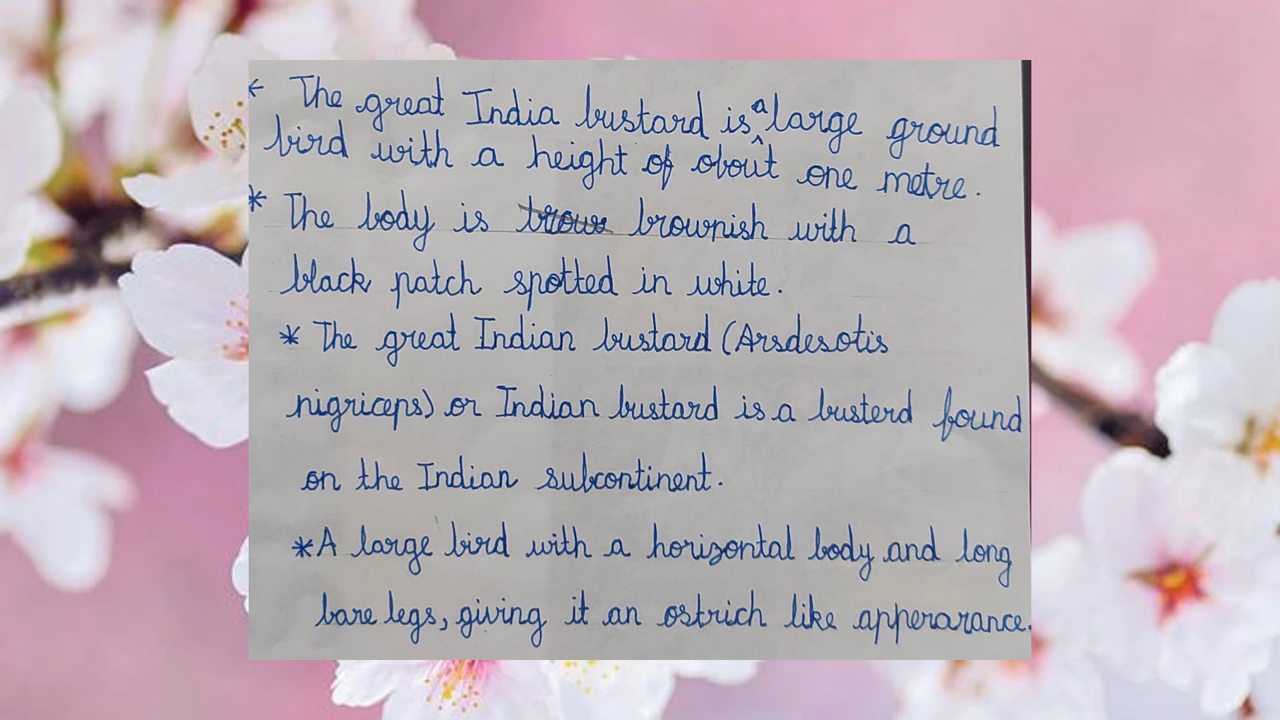 * The great India bustard is a large ground
bird with a height of about one metre.
* The body is brownish with a
black patch spotted in white.
* The great Indian bustard (Arsdesotis
nigriceps) or Indian bustard is a busterd found
on the Indian subcontinent.
* A large bird with a horizontal body and long
bare legs, giving it an ostrich like apperarance.